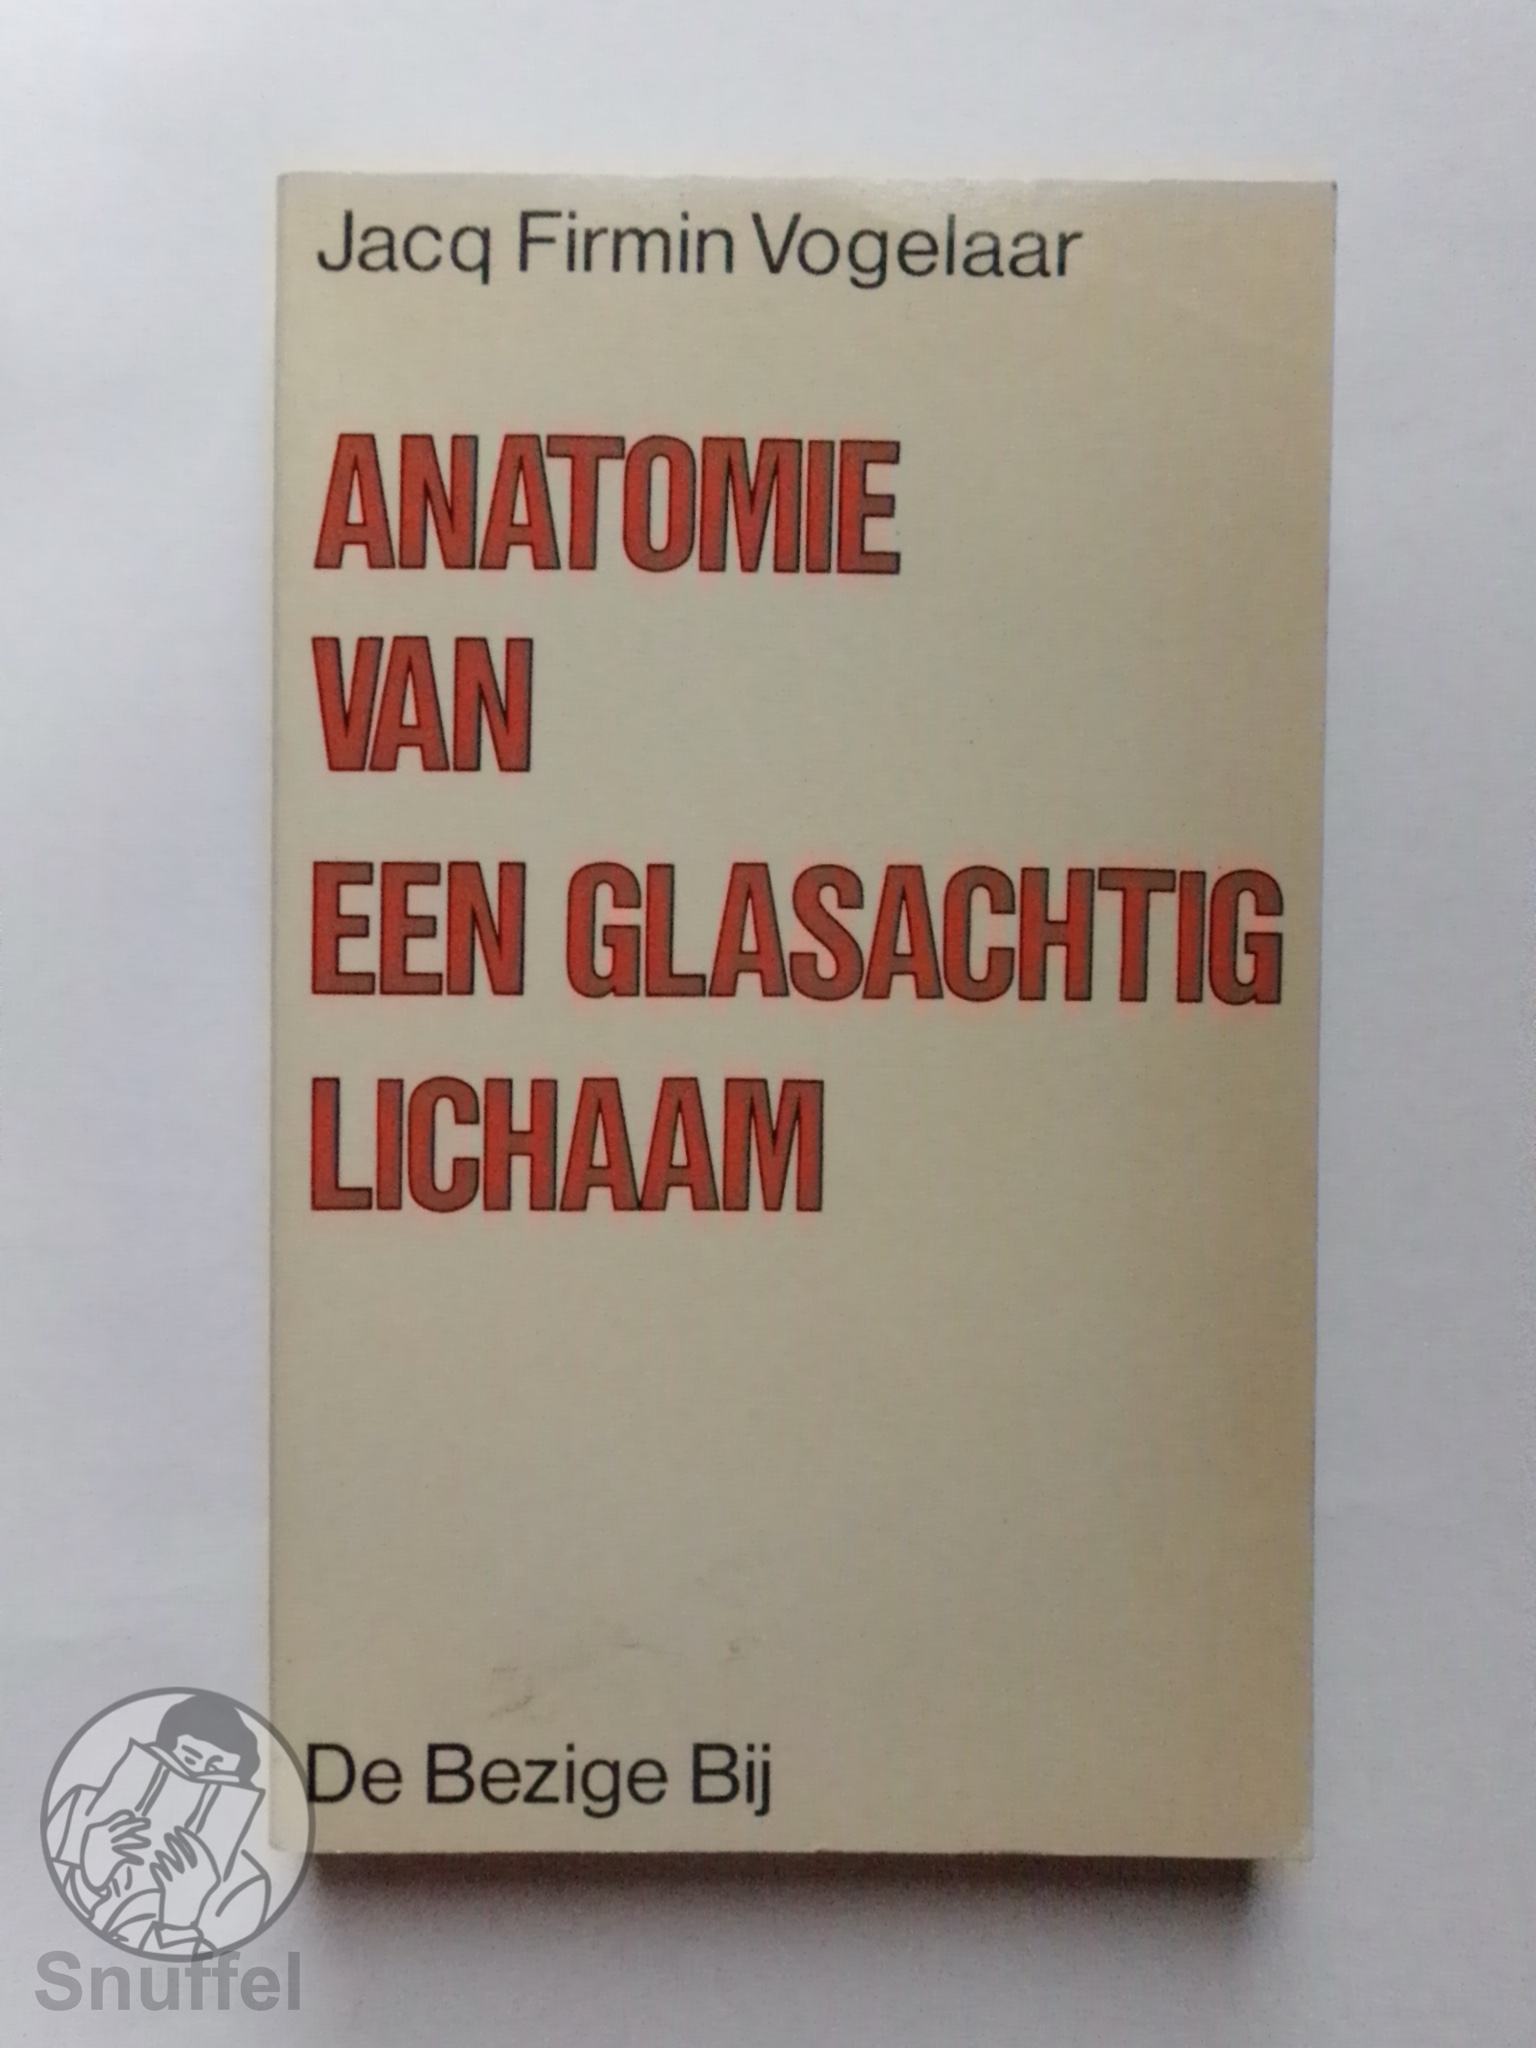 Jacq Firmin Vogelaar
ANATOMIE
VAN
EEN GLASACHTIG
LICHAAM
De Bezige Bij
Snuffel